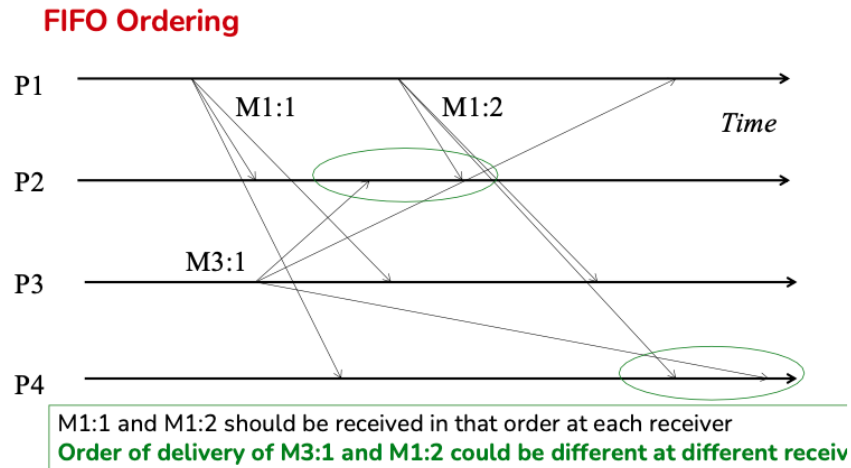 FIFO Ordering
P1
M1:1
M1:2
Time
P2
M3:1
P3
P4
M1:1 and M1:2 should be received in that order at each receiver
Order of delivery of M3:1 and M1:2 could be different at different receiv